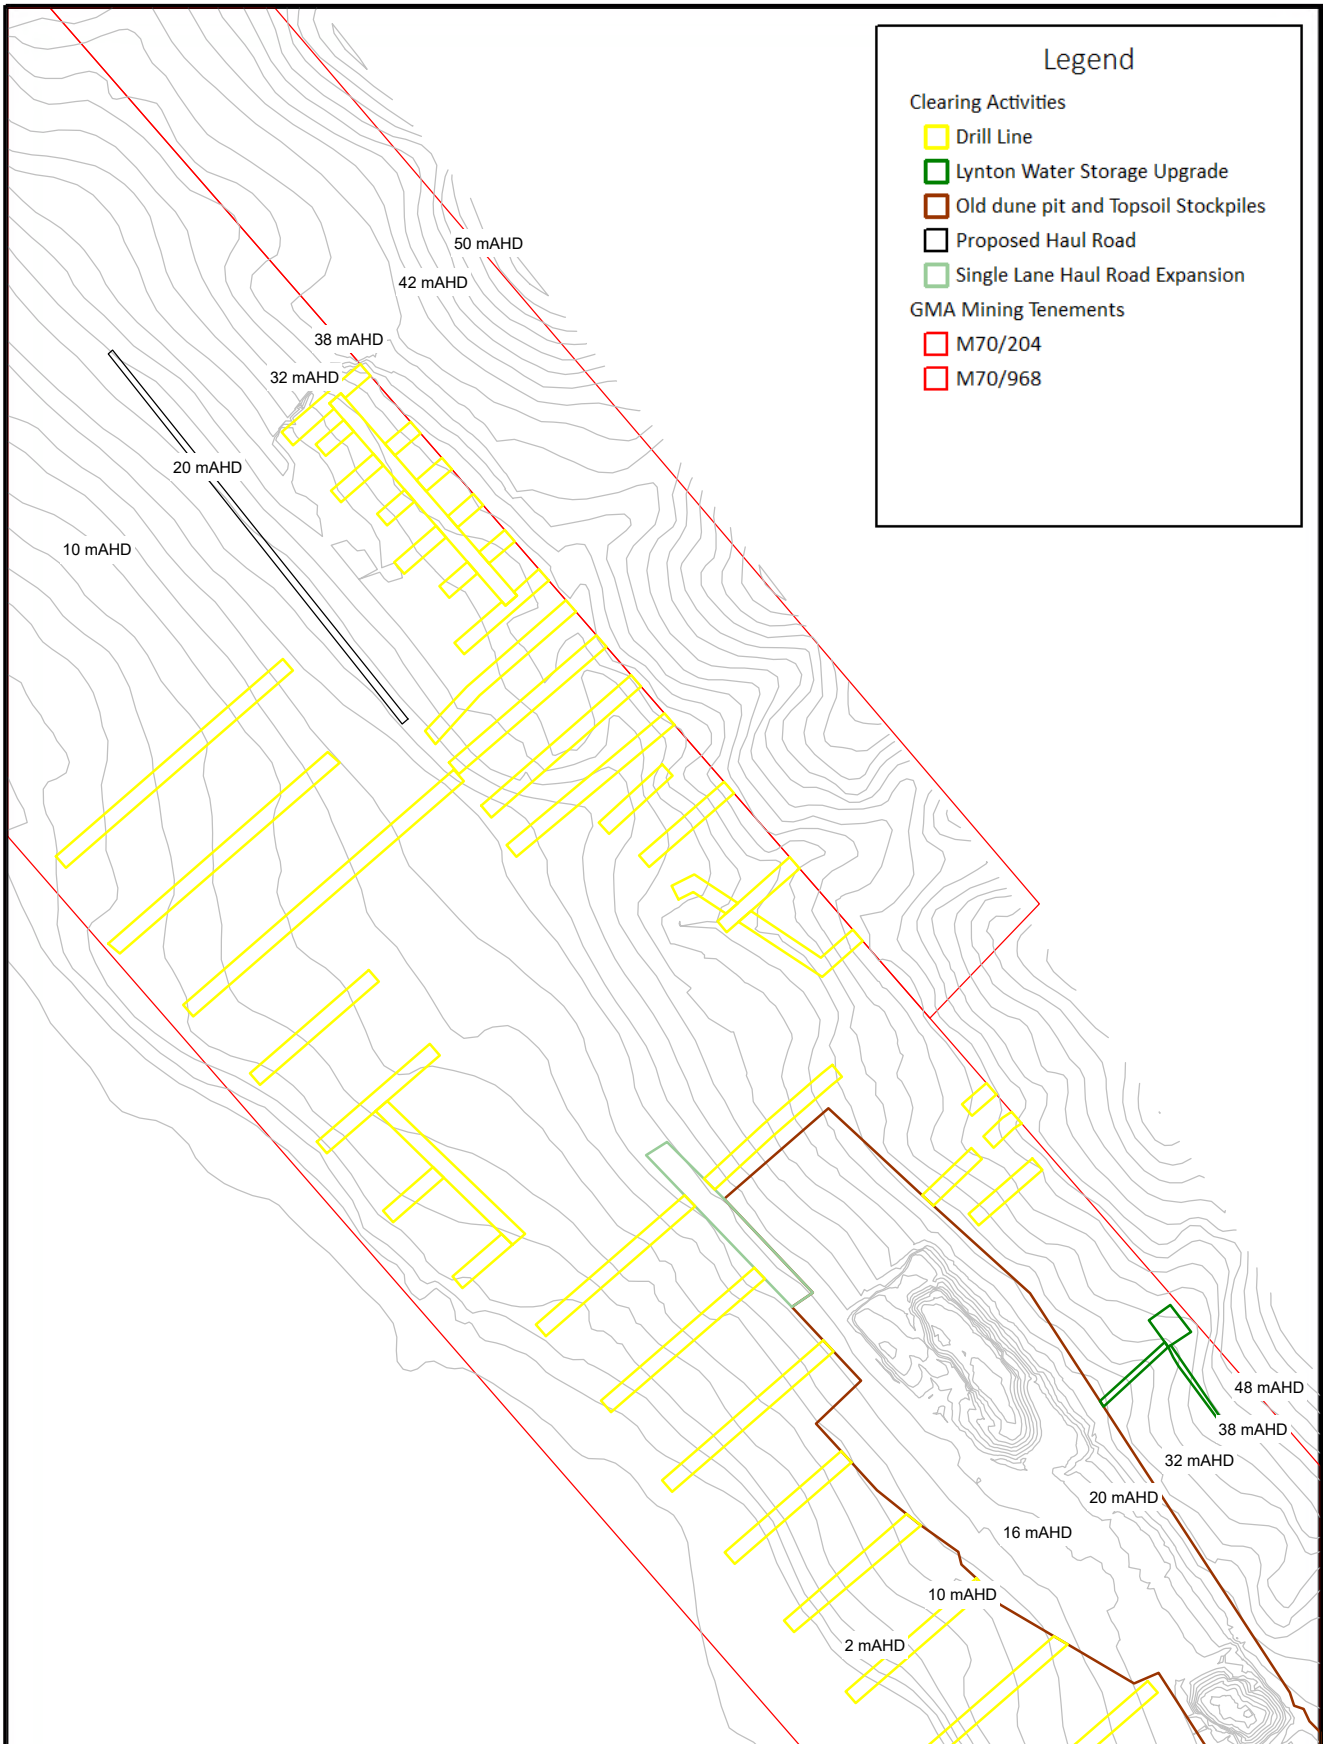 Legend
Clearing Activities
Drill Line
Lynton Water Storage Upgrade
Old dune pit and Topsoil Stockpiles
Proposed Haul Road
Single Lane Haul Road Expansion
GMA Mining Tenements
M70/204
M70/968
50 mAHD
42 mAHD
38 mAHD
32 mAHD
20 mAHD
10 mAHD
48 mAHD
38 mAHD
32 mAHD
20 mAHD
16 mAHD
10 mAHD
2 mAHD